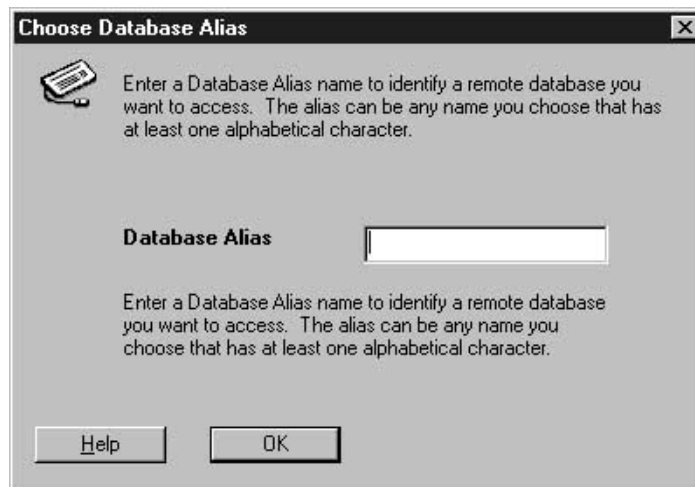 Choose Database Alias
Enter a Database Alias name to identify a remote database you
want to access. The alias can be any name you choose that has
at least one alphabetical character.
Database Alias
Enter a Database Alias name to identify a remote database
you want to access. The alias can be any name you
choose that has at least one alphabetical character.
Help
OK